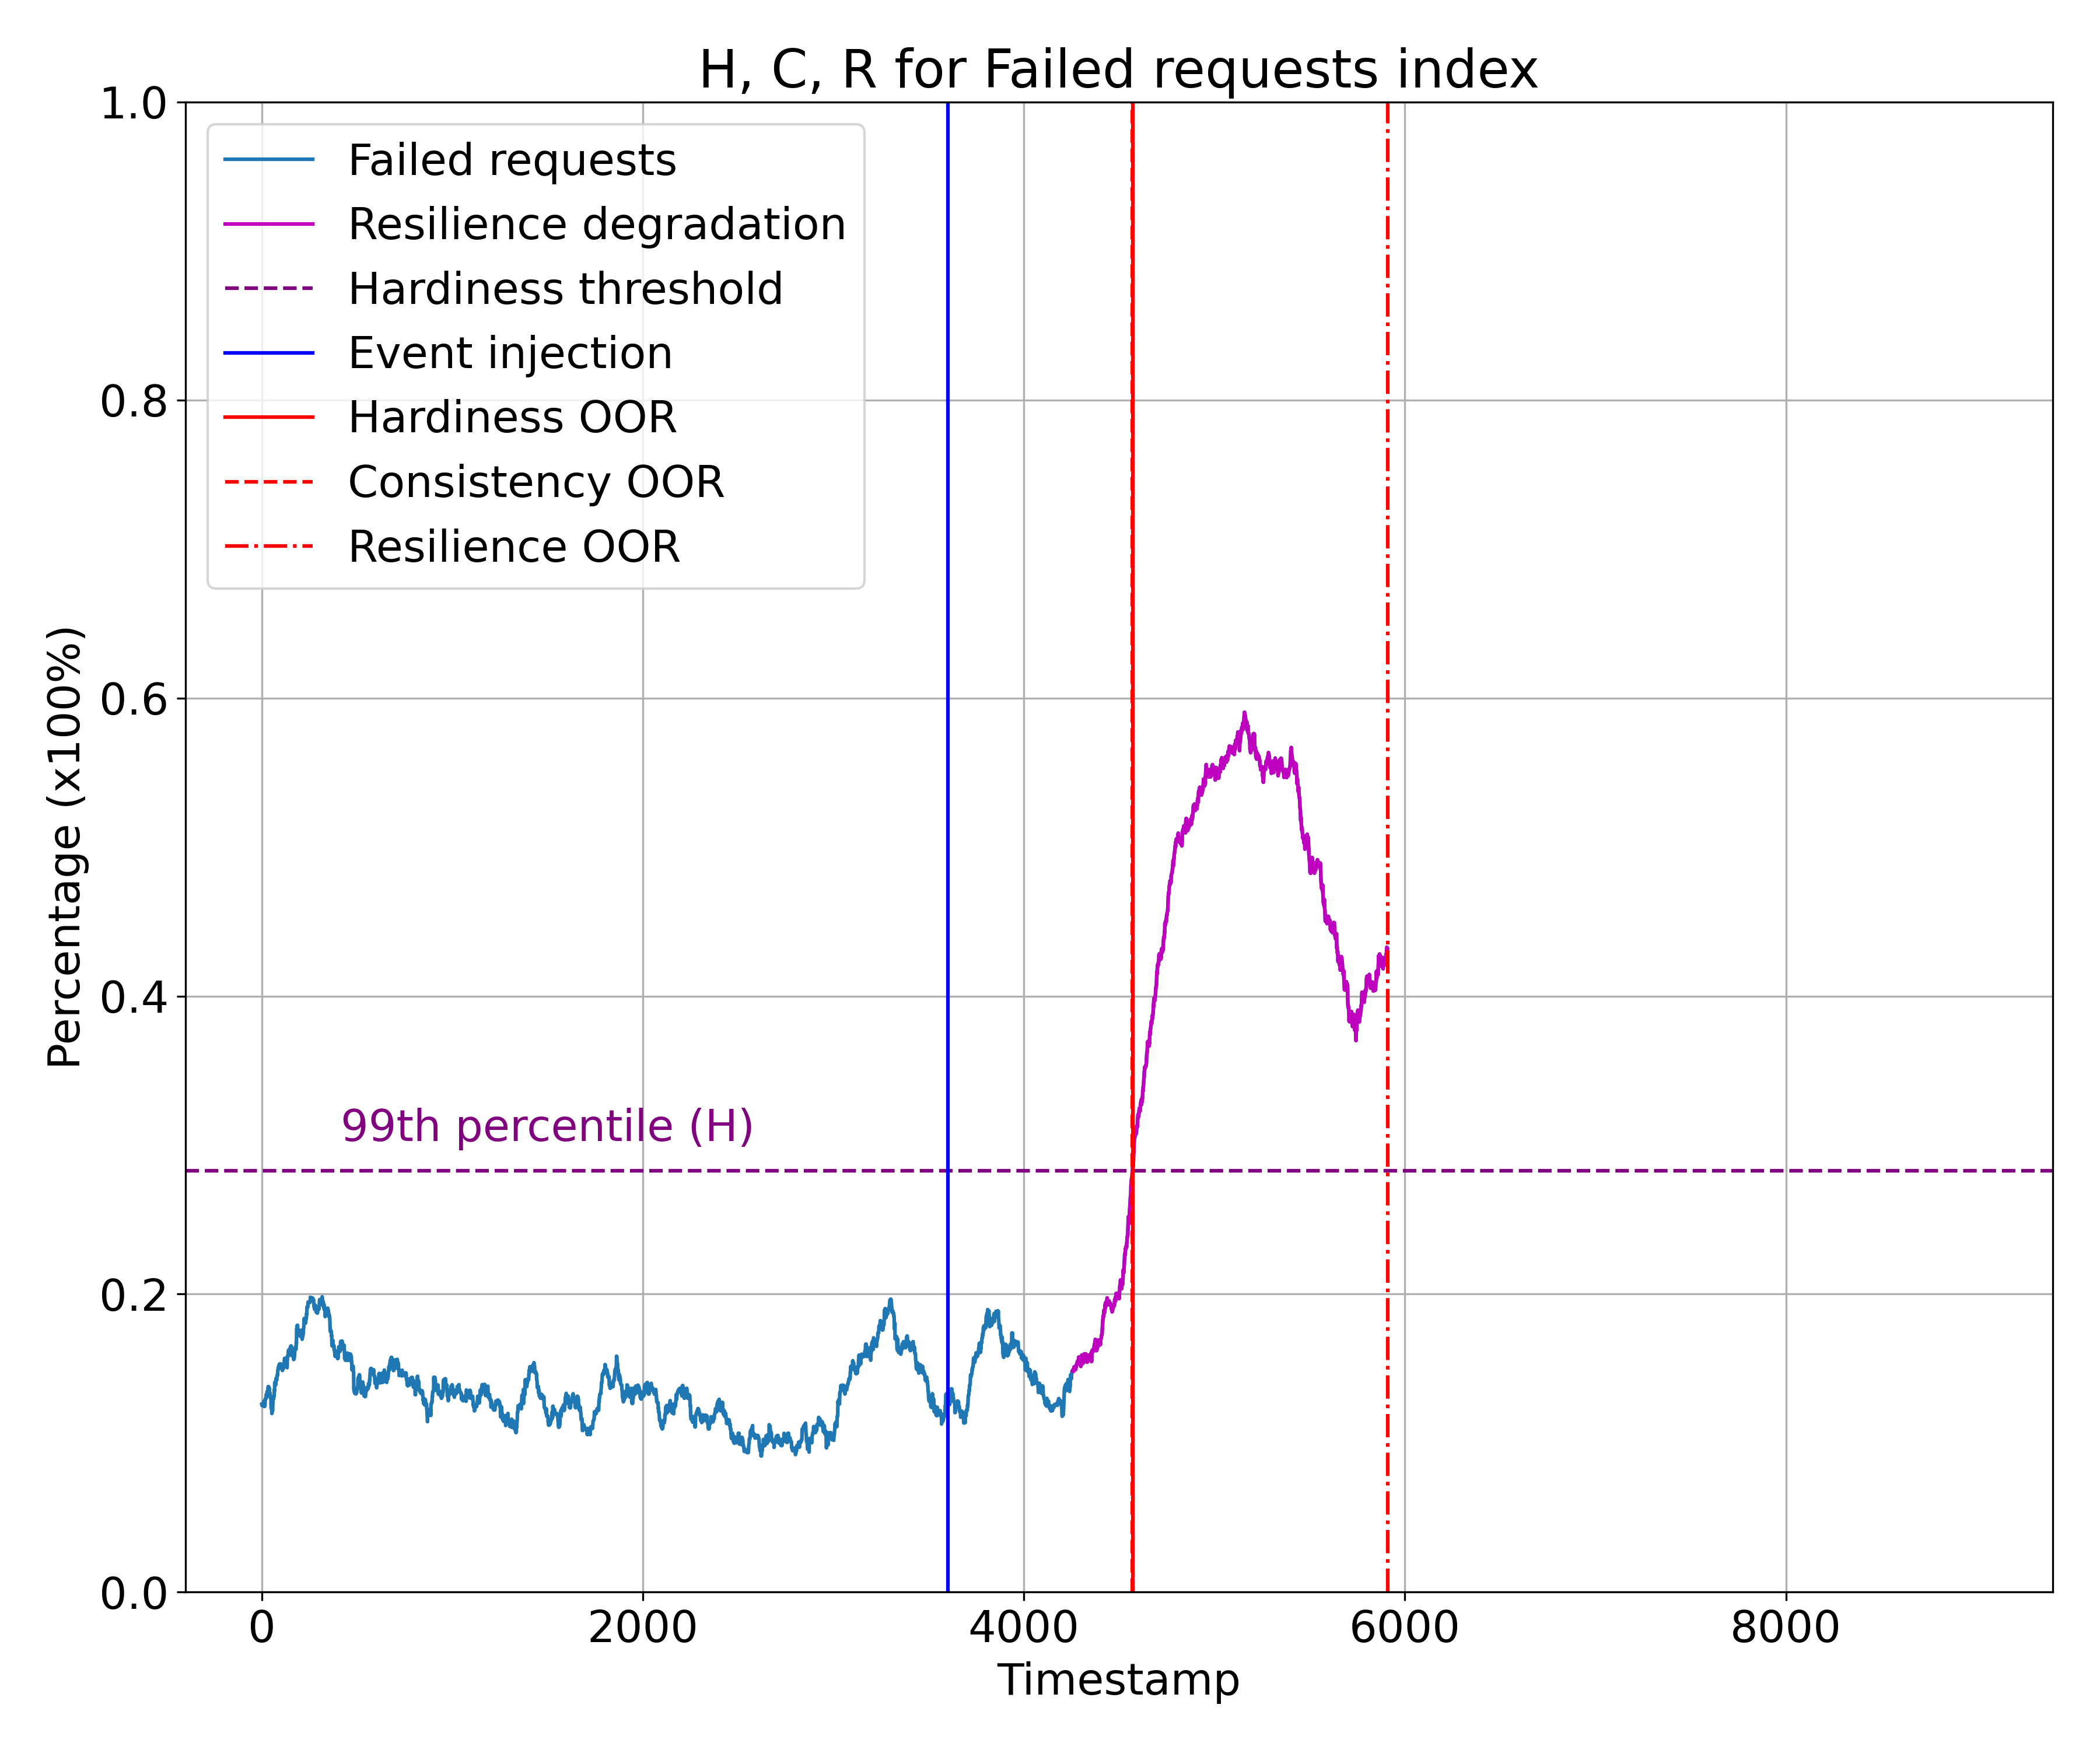 H, C, R for Failed requests index
1.0
0.8
0.6
0.4
0.2
0.0
Percentage (x100%)
Failed requests
Resilience degradation
Hardiness threshold
Event injection
Hardiness OOR
Consistency OOR
Resilience OOR
99th percentile (H)
0 2000 4000 6000 8000
Timestamp